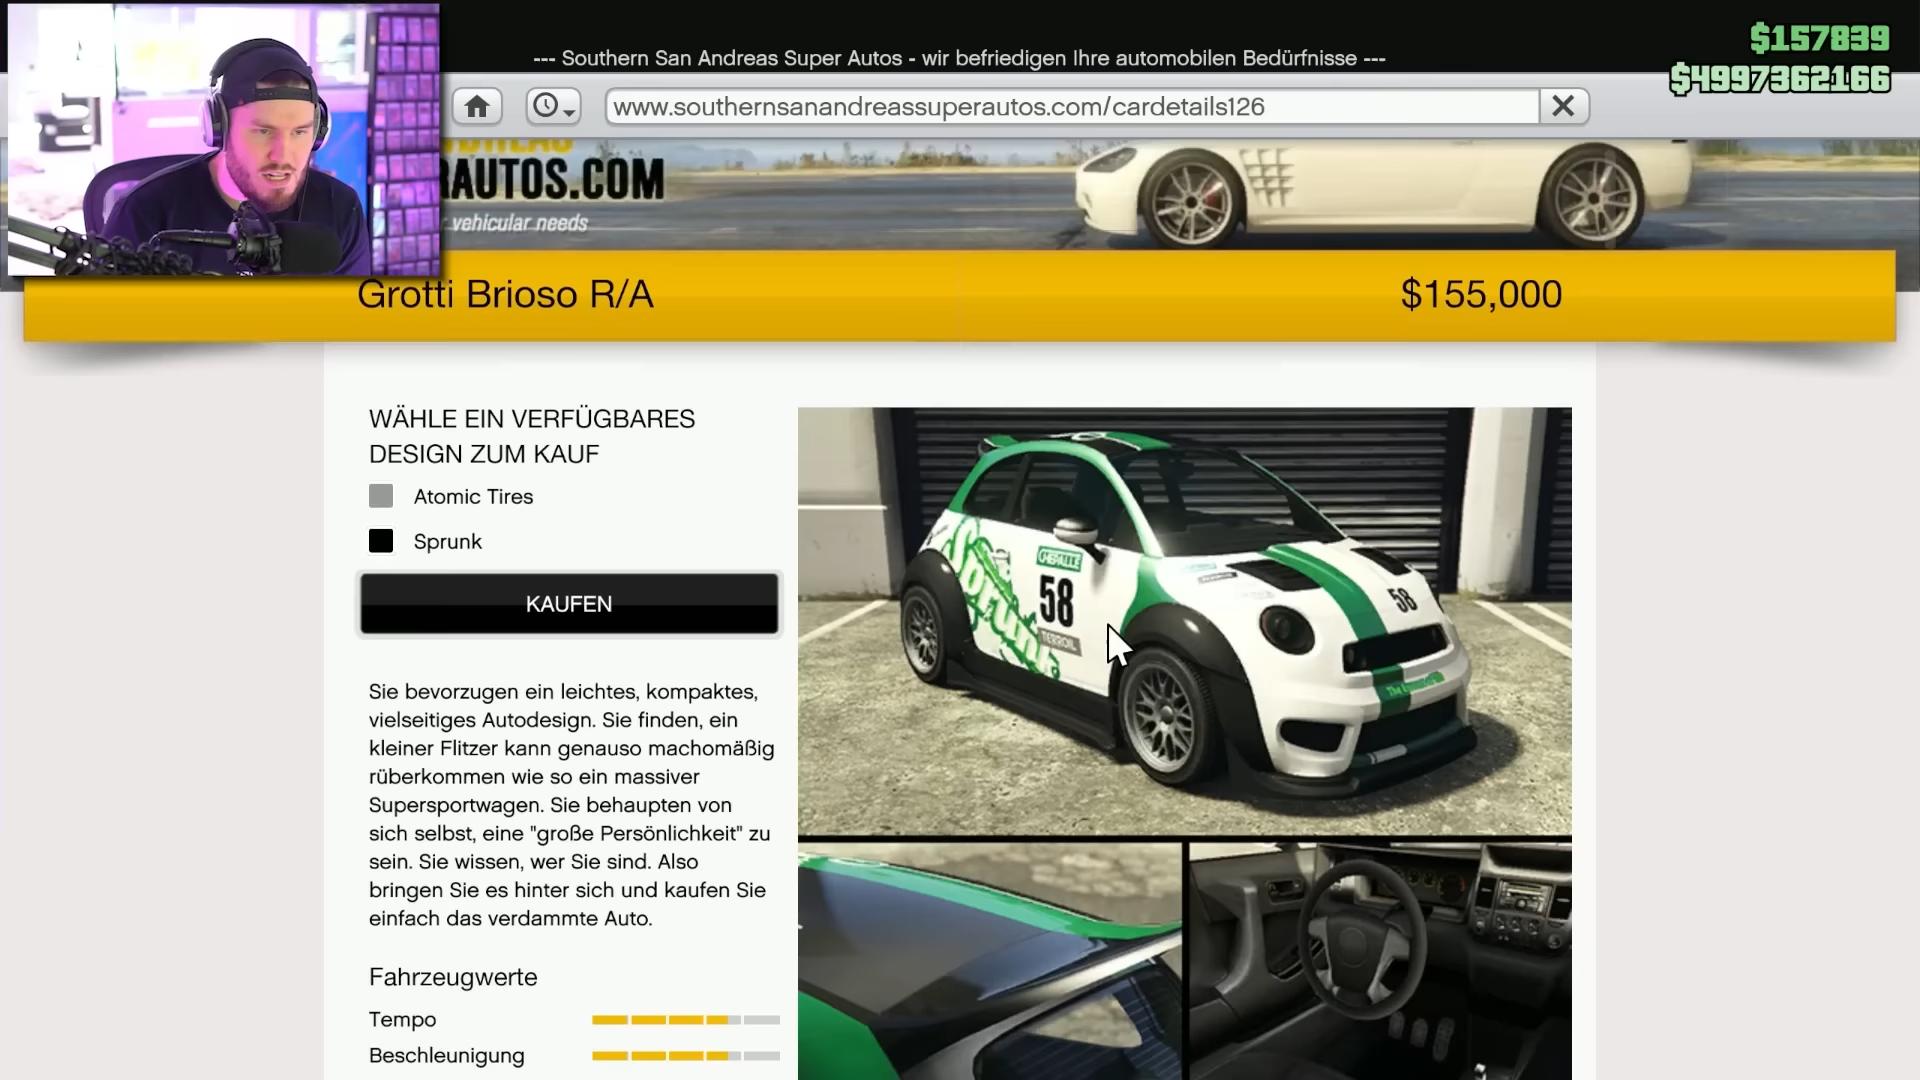 $157839
--- Southern San Andreas Super Autos - wir befriedigen Ihre automobilen Bedürfnisse ---
$4997362166
www.southernsanandreassuperautos.com/cardetails126
RAUTOS.COM
vehicular needs
Grotti Brioso R/A
$155,000
WÄHLE EIN VERFÜGBARES
DESIGN ZUM KAUF
Atomic Tires
Sprunk
KAUFEN
Sprunk
CHEPALLE
58
TERROIL
58
Sie bevorzugen ein leichtes, kompaktes,
vielseitiges Autodesign. Sie finden, ein
kleiner Flitzer kann genauso machomäßig
rüberkommen wie so ein massiver
Supersportwagen. Sie behaupten von
sich selbst, eine "große Persönlichkeit" zu
sein. Sie wissen, wer Sie sind. Also
bringen Sie es hinter sich und kaufen Sie
einfach das verdammte Auto.
Fahrzeugwerte
Tempo
Beschleunigung